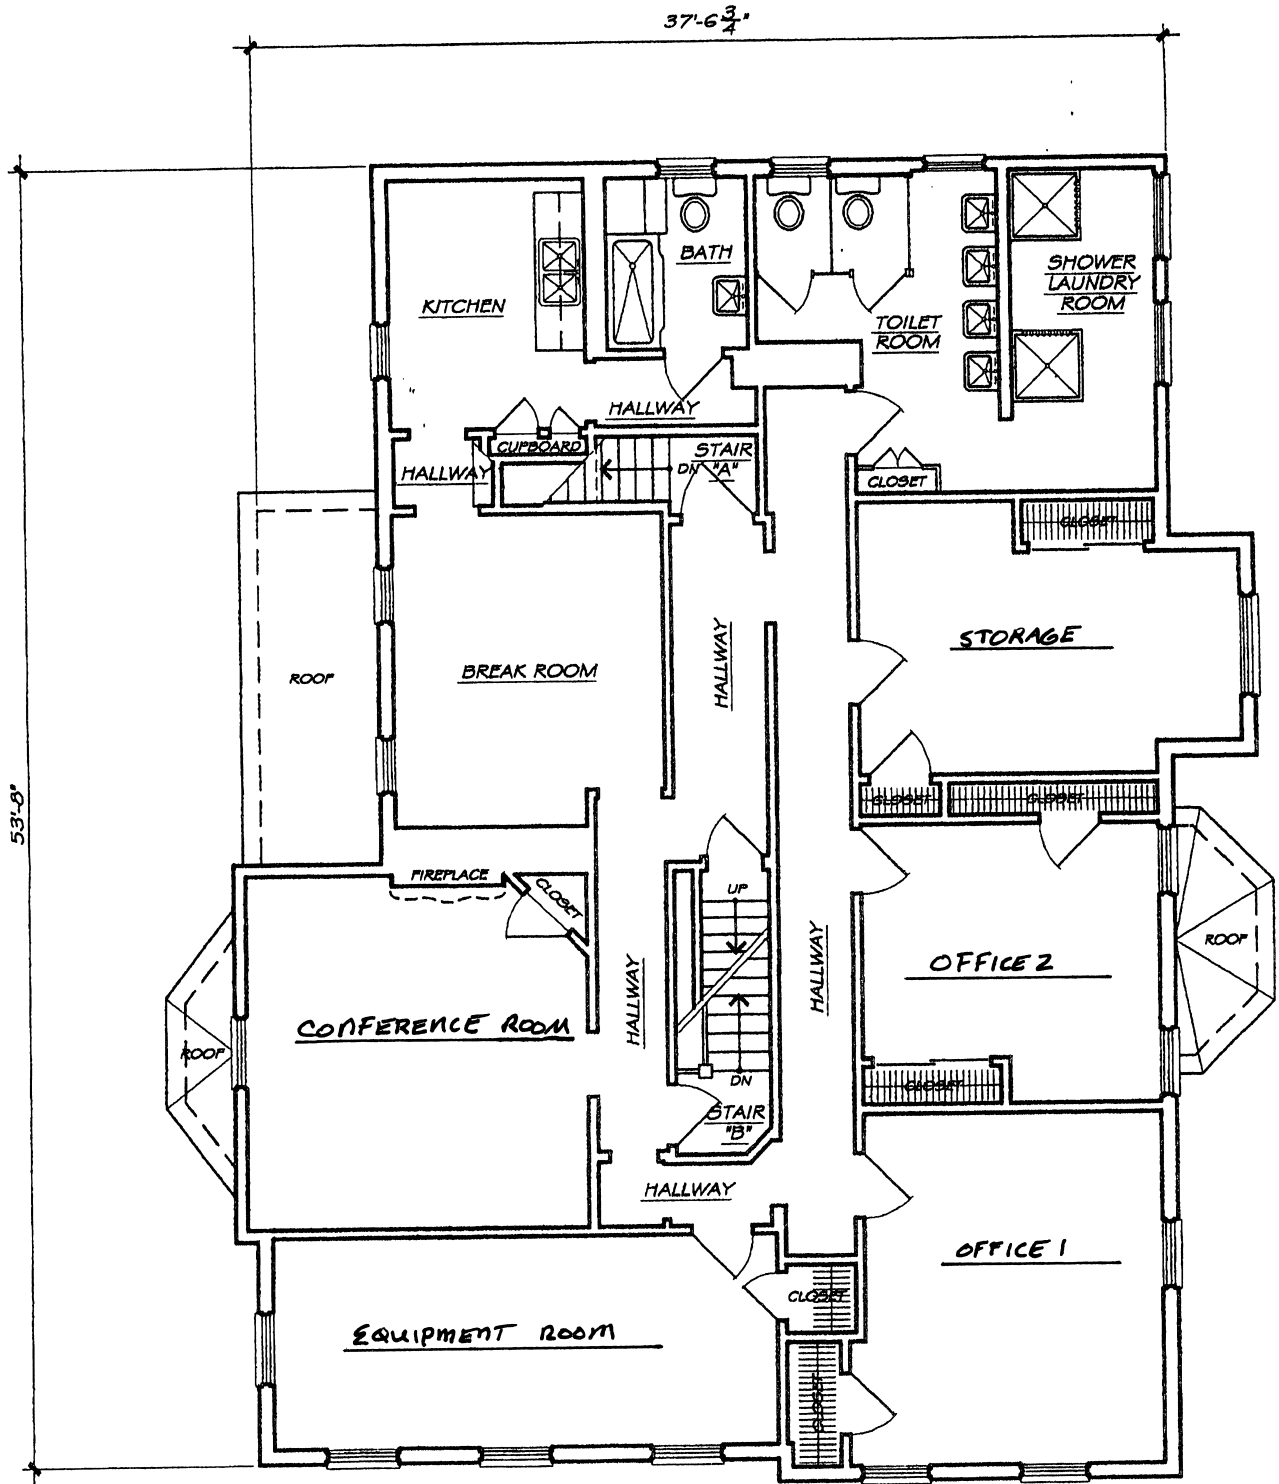 37'-6 3/4"
BATH
SHOWER
LAUNDRY
ROOM
KITCHEN
TOILET
ROOM
HALLWAY
CUPBOARD
STAIR
"A"
DN
HALLWAY
CLOSET
CLOSET
STORAGE
HALLWAY
BREAK ROOM
ROOF
53'-8"
CLOSET
CLOSET
FIREPLACE
CLOSET
UP
ROOF
OFFICE 2
HALLWAY
HALLWAY
CONFERENCE ROOM
ROOF
DN
CLOSET
STAIR
"B"
HALLWAY
OFFICE 1
CLOSET
EQUIPMENT ROOM
CLOSET